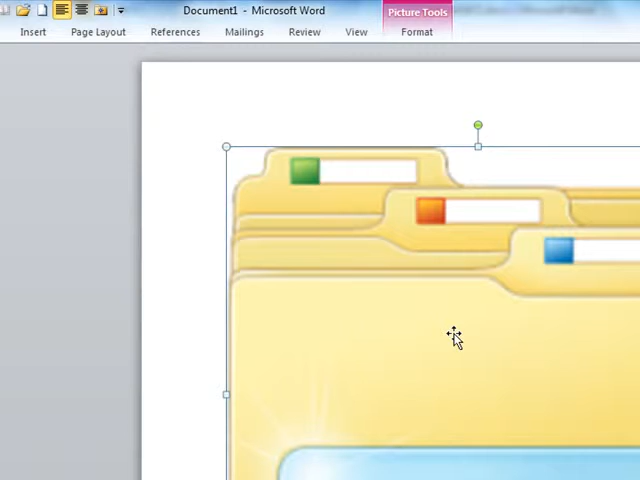 Document1 - Microsoft Word
Picture Tools
Insert Page Layout References Mailings Review View Format